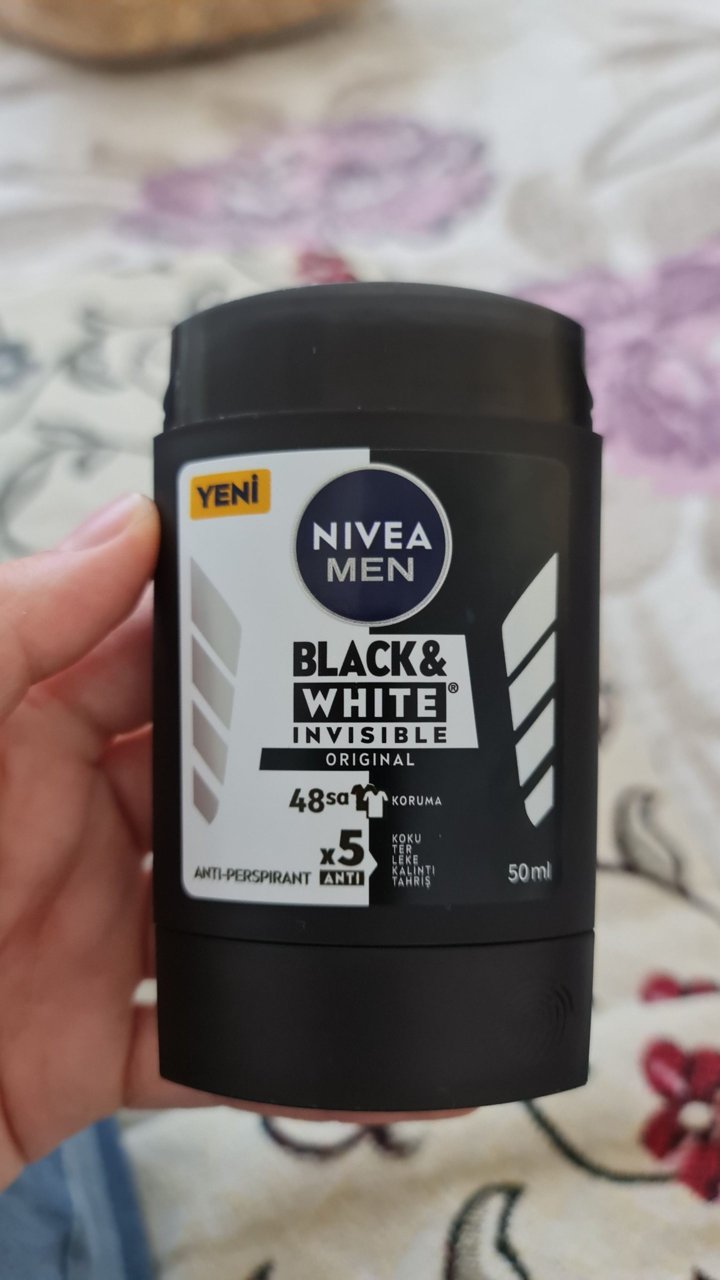 YENİ
NIVEA
MEN
BLACK&
WHITE®
INVISIBLE
ORIGINAL
48sa KORUMA
x5
ANTI
KOKU
TER
LEKE
KALINTI
TAHRİŞ
ANTI-PERSPIRANT
50ml